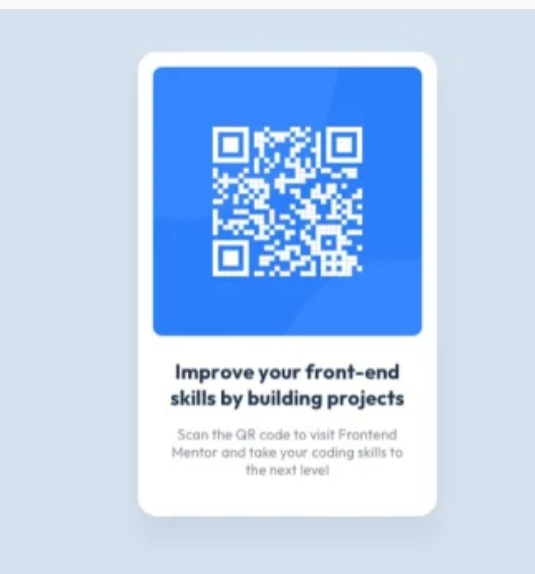 Improve your front-end
skills by building projects
Scan the QR code to visit Frontend
Mentor and take your coding skills to
the next level